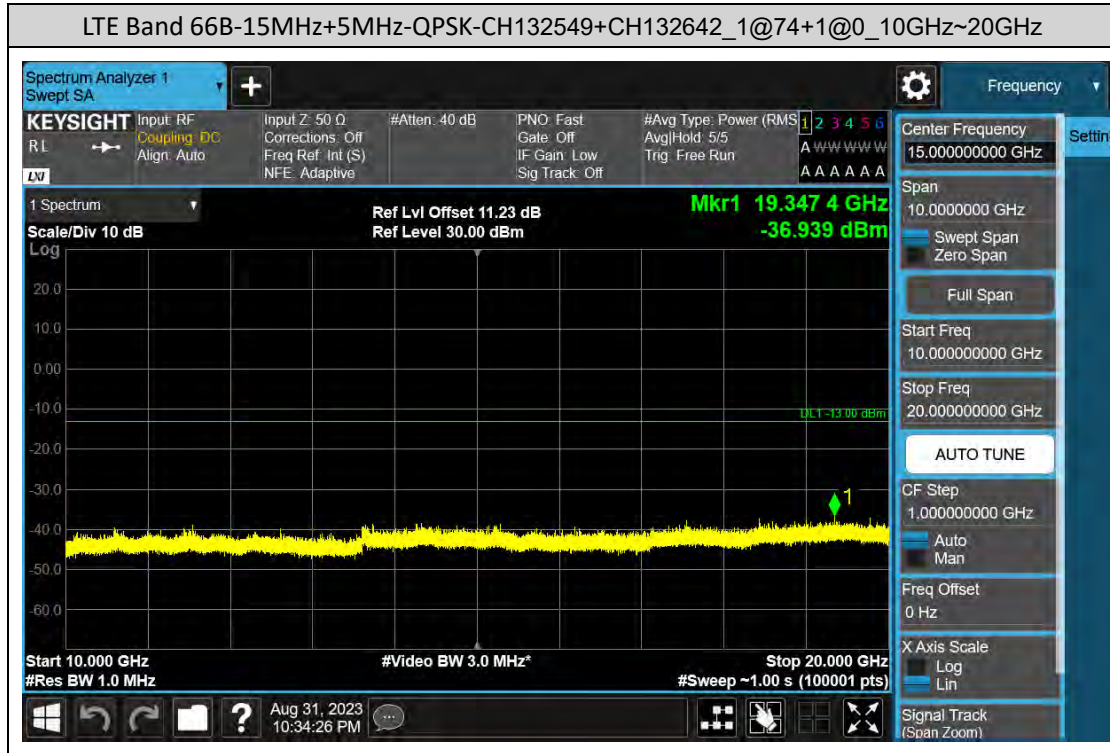 LTE Band 66B-15MHz+5MHz-QPSK-CH132549+CH132642_1@74+1@0_10GHz~20GHz
Spectrum Analyzer 1
Swept SA
+
Frequency
KEYSIGHT
RL
LXI
Input: RF
Coupling: DC
Align: Auto
Input Z: 50 Ω
Corrections: Off
Freq Ref: Int (S)
NFE: Adaptive
#Atten: 40 dB
PNO: Fast
Gate: Off
IF Gain: Low
Sig Track: Off
#Avg Type: Power (RMS
Avg|Hold: 5/5
Trig: Free Run
1 2 3 4 5 6
A W W W W W
A A A A A A
Center Frequency
15.000000000 GHz
Settin
Span
10.0000000 GHz
Swept Span
Zero Span
Full Span
Start Freq
10.000000000 GHz
Stop Freq
20.000000000 GHz
AUTO TUNE
CF Step
1.000000000 GHz
Auto
Man
Freq Offset
0 Hz
X Axis Scale
Log
Lin
Signal Track
(Span Zoom)
1 Spectrum
Scale/Div 10 dB
Ref Lvl Offset 11.23 dB
Ref Level 30.00 dBm
Mkr1 19.347 4 GHz
-36.939 dBm
Log
20.0
10.0
0.00
-10.0
DL1 -13.00 dBm
-20.0
-30.0
1
-40.0
-50.0
-60.0
Start 10.000 GHz
#Res BW 1.0 MHz
#Video BW 3.0 MHz*
Stop 20.000 GHz
#Sweep ~1.00 s (100001 pts)
?
Aug 31, 2023
10:34:26 PM